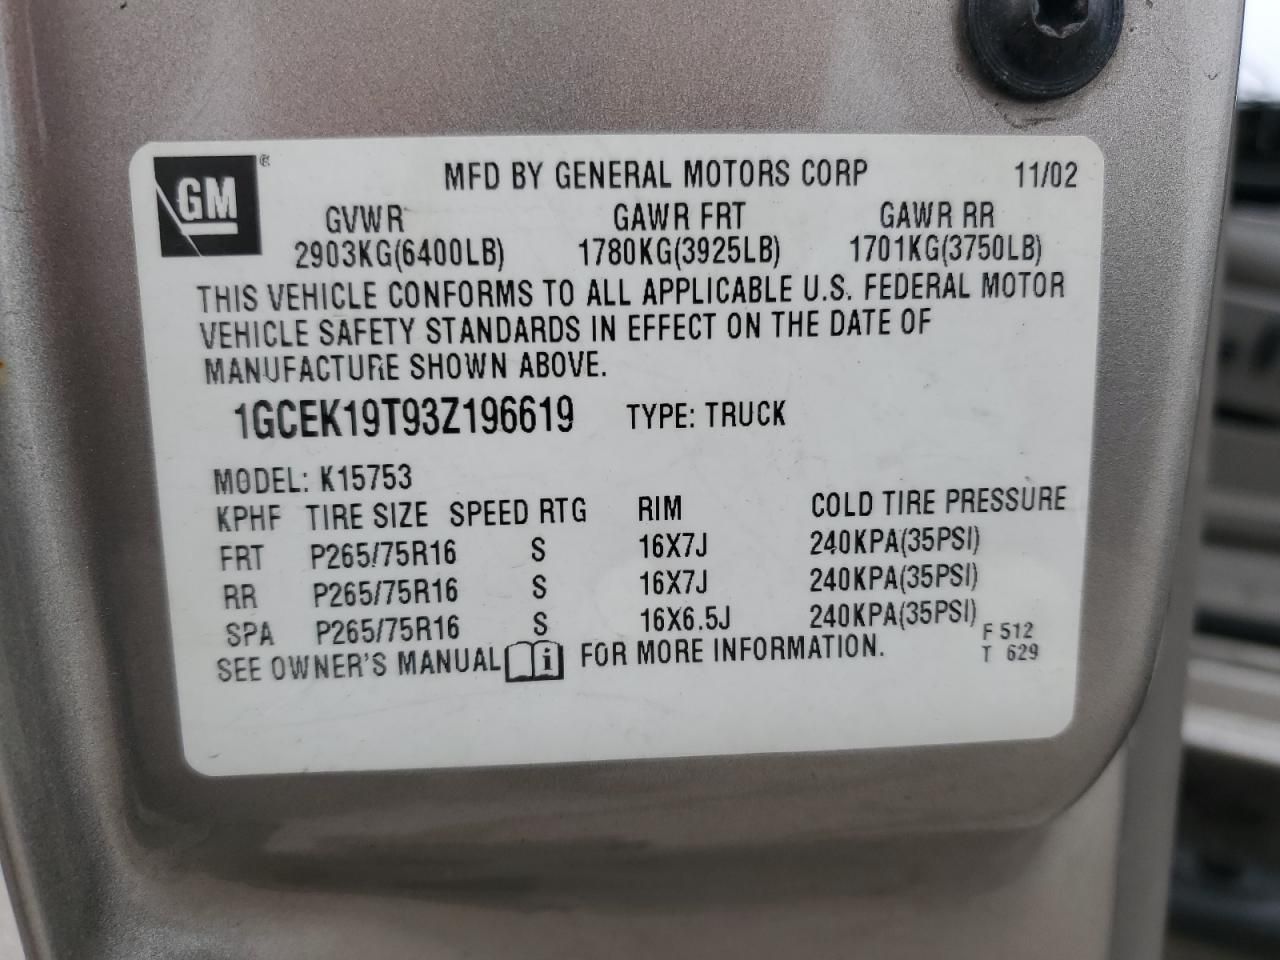 GM ® MFD BY GENERAL MOTORS CORP 11/02
GVWR GAWR FRT GAWR RR
2903KG(6400LB) 1780KG(3925LB) 1701KG(3750LB)
THIS VEHICLE CONFORMS TO ALL APPLICABLE U.S. FEDERAL MOTOR
VEHICLE SAFETY STANDARDS IN EFFECT ON THE DATE OF
MANUFACTURE SHOWN ABOVE.
1GCEK19T93Z196619 TYPE: TRUCK
MODEL: K15753
KPHF TIRE SIZE SPEED RTG RIM COLD TIRE PRESSURE
FRT P265/75R16 S 16X7J 240KPA(35PSI)
RR P265/75R16 S 16X7J 240KPA(35PSI)
SPA P265/75R16 S 16X6.5J 240KPA(35PSI)
F 512
SEE OWNER'S MANUAL i FOR MORE INFORMATION. T 629